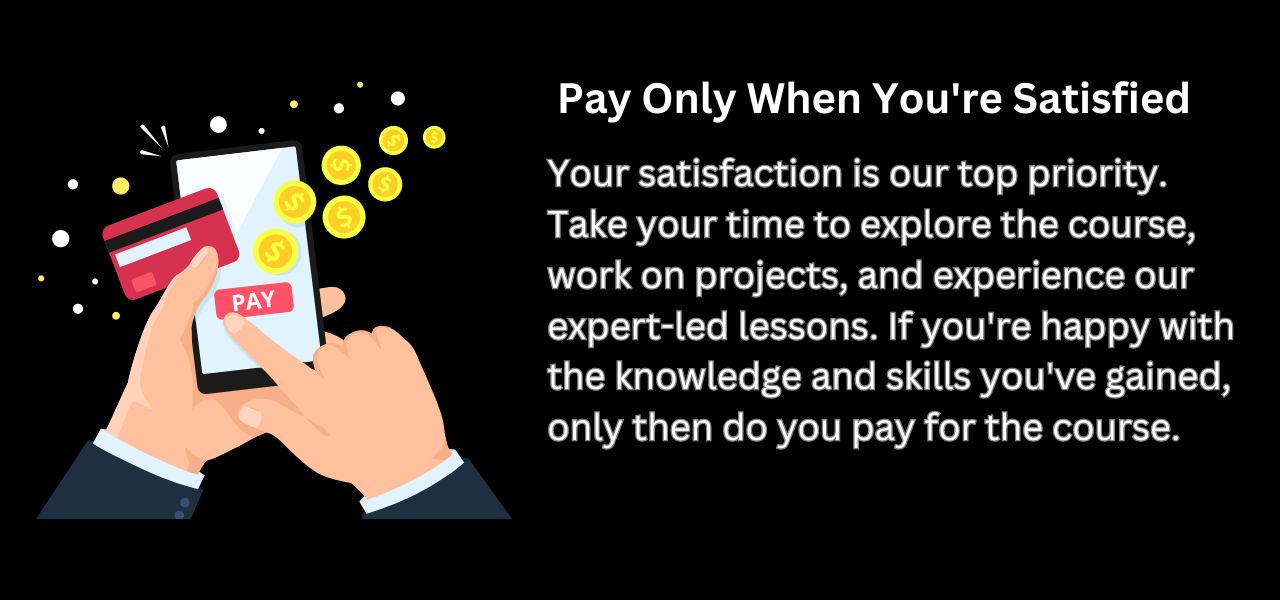 Pay Only When You're Satisfied
Your satisfaction is our top priority.
Take your time to explore the course,
work on projects, and experience our
expert-led lessons. If you're happy with
the knowledge and skills you've gained,
only then do you pay for the course.
PAY